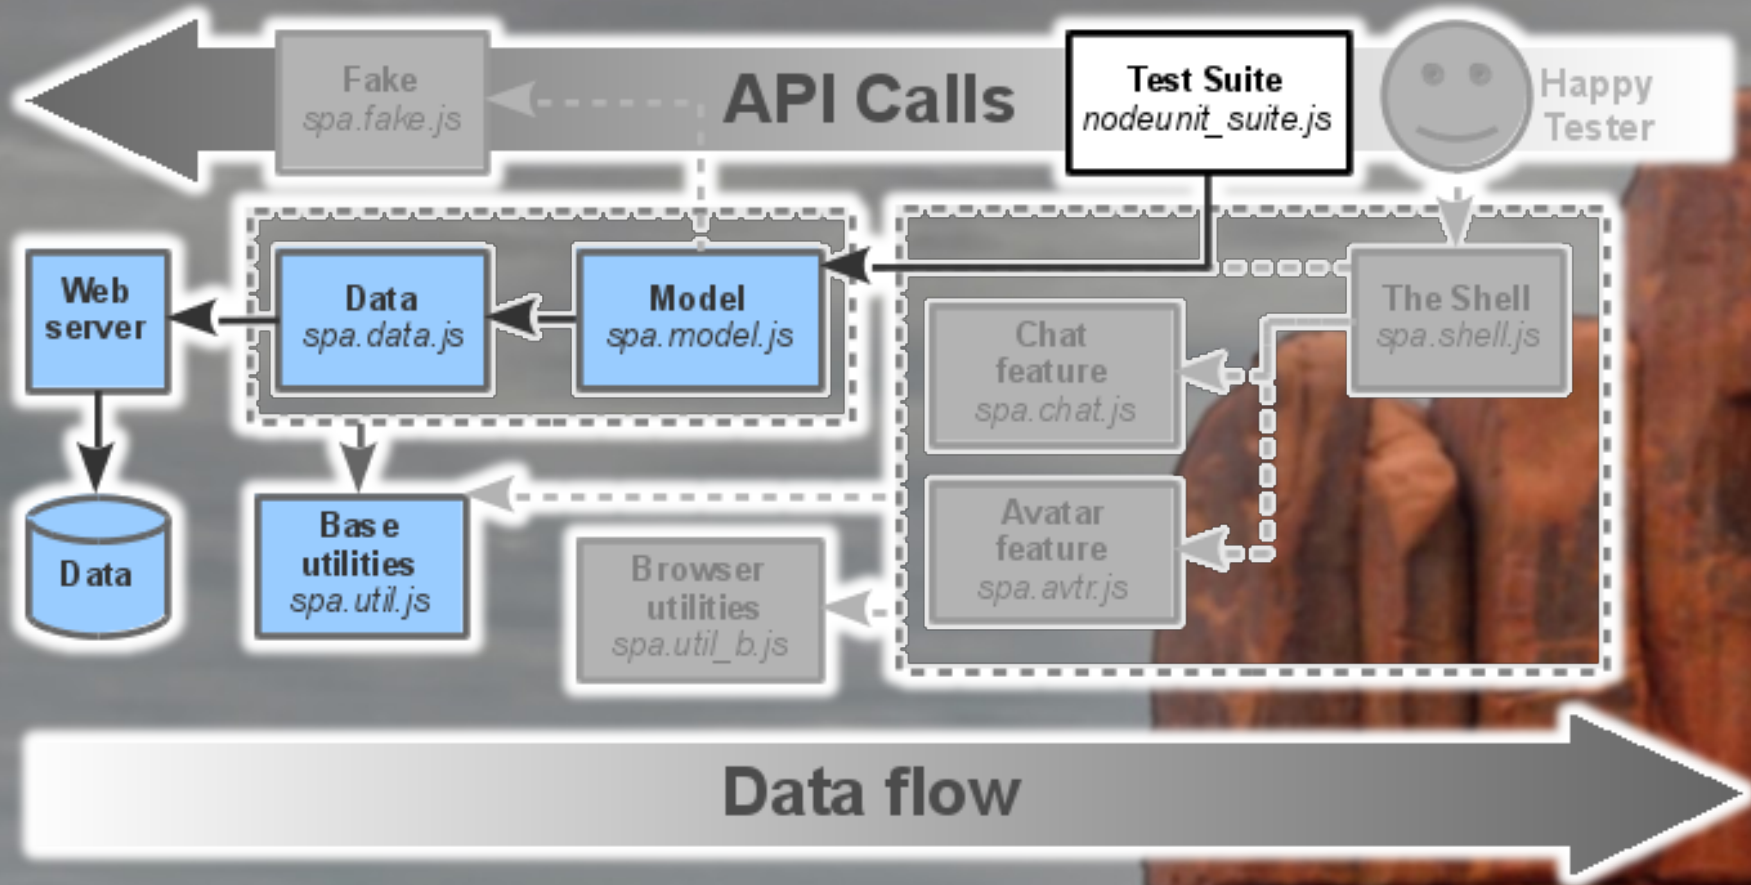 Fake
spa.fake.js
API Calls
Test Suite
nodeunit_suite.js
Happy
Tester
Web
server
Data
spa.data.js
Model
spa.model.js
The Shell
spa.shell.js
Chat
feature
spa.chat.js
Data
Base
utilities
spa.util.js
Browser
utilities
spa.util_b.js
Avatar
feature
spa.avtr.js
Data flow